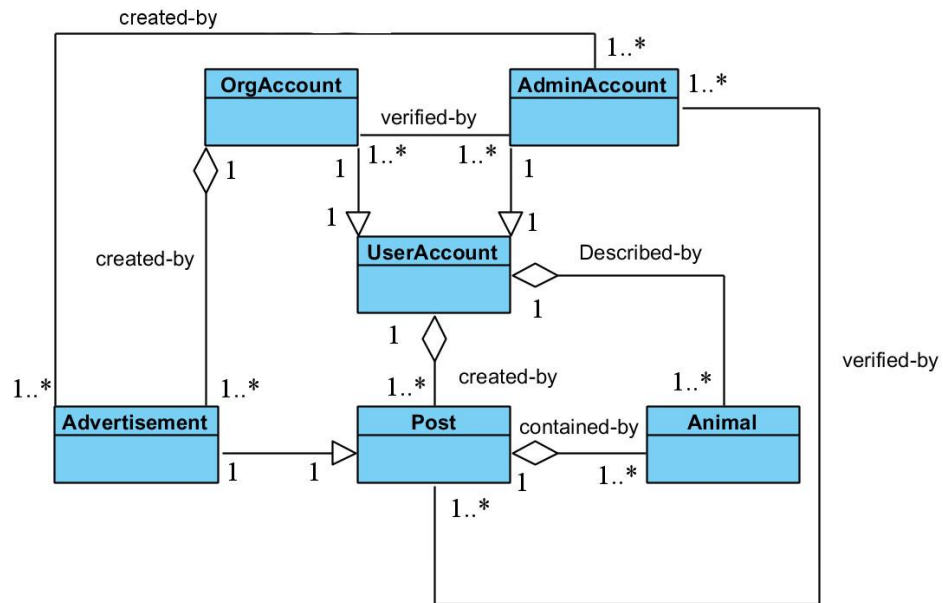 created-by
1..*
OrgAccount
AdminAccount
1..*
verified-by
1
1
1..*
1..*
1
1
1
UserAccount
created-by
Described-by
1
1
1..*
1..*
1..*
created-by
1..*
verified-by
Advertisement
Post
contained-by
Animal
1
1
1
1..*
1..*